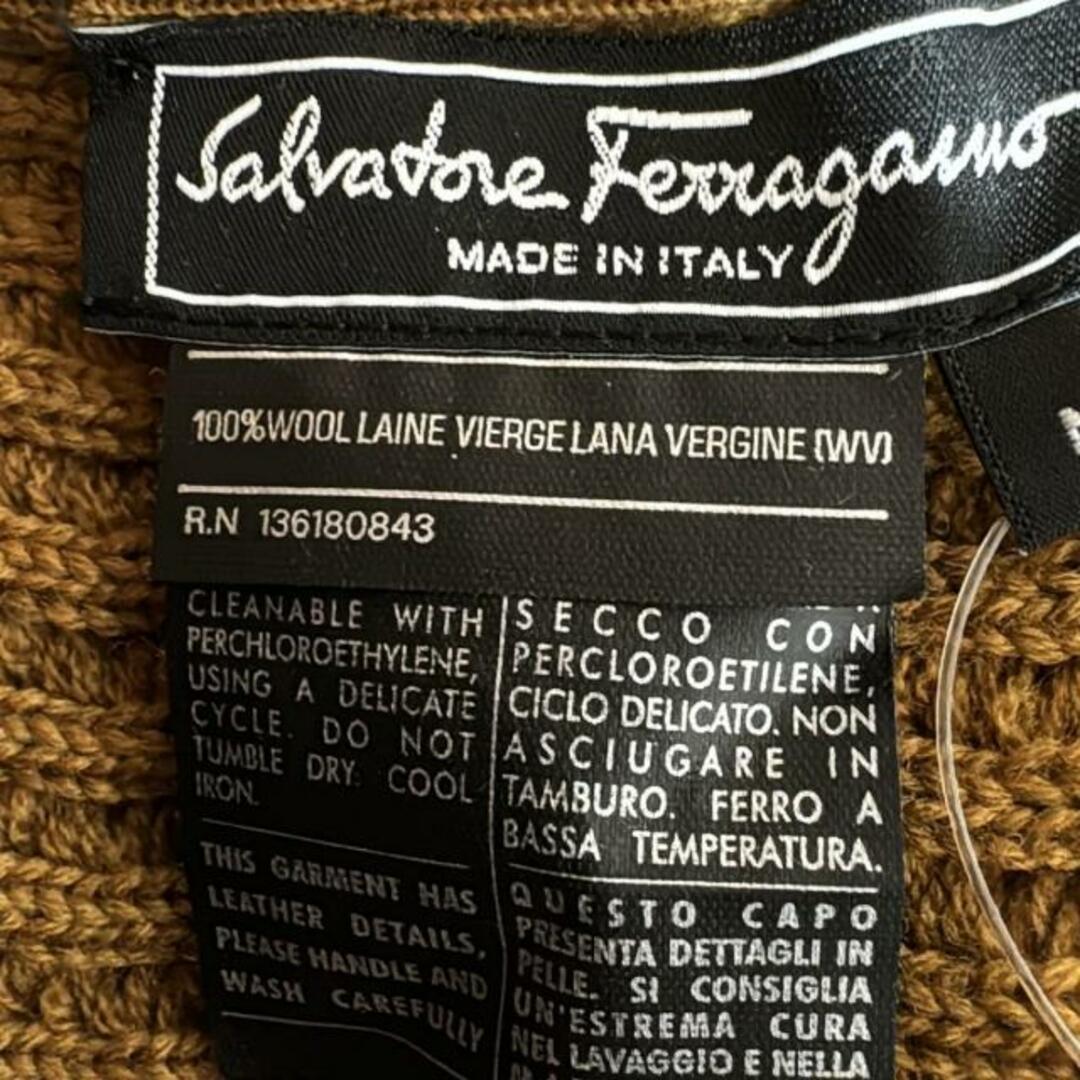 Salvatore Ferragamo
MADE IN ITALY
100%WOOL LAINE VIERGE LANA VERGINE (WV)
R.N 136180843
CLEANABLE WITH
PERCHLOROETHYLENE,
USING A DELICATE
CYCLE. DO NOT
TUMBLE DRY. COOL
IRON.
THIS GARMENT HAS
LEATHER DETAILS,
PLEASE HANDLE AND
WASH CAREFULLY
SECCO CON
PERCLOROETILENE,
CICLO DELICATO. NON
ASCIUGARE IN
TAMBURO. FERRO A
BASSA TEMPERATURA.
QUESTO CAPO
PRESENTA DETTAGLI IN
PELLE. SI CONSIGLIA
UN'ESTREMA CURA
NEL LAVAGGIO E NELLA